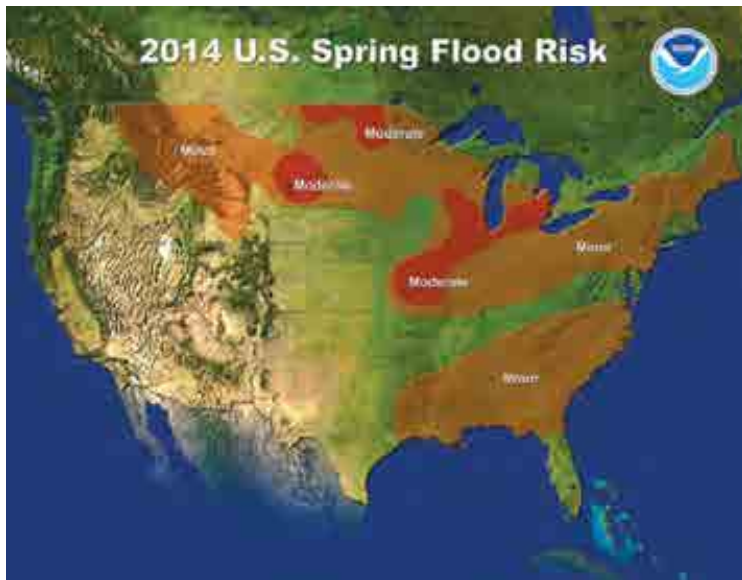 2014 U.S. Spring Flood Risk
Moderate
Minor
Moderate
Minor
Moderate
Minor